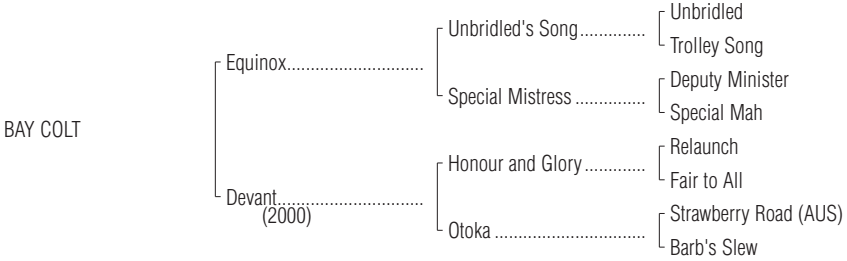 Unbridled
Unbridled's Song..............
Trolley Song
Equinox.............................
Deputy Minister
Special Mistress ...............
Special Mah
BAY COLT
Relaunch
Honour and Glory.............
Fair to All
Devant...............................
(2000)
Strawberry Road (AUS)
Otoka ................................
Barb's Slew